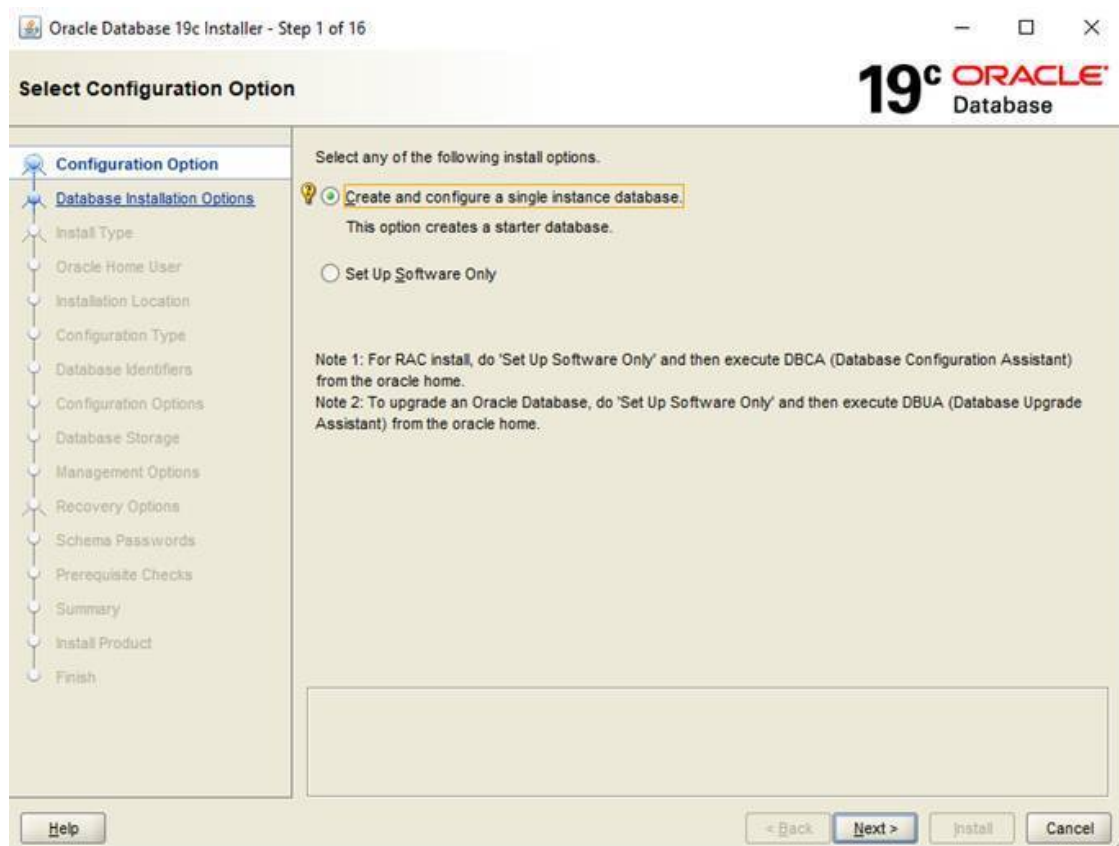 Oracle Database 19c Installer - Step 1 of 16
Select Configuration Option
19c ORACLE
Database
Configuration Option
Database Installation Options
Install Type
Oracle Home User
Installation Location
Configuration Type
Database Identifiers
Configuration Options
Database Storage
Management Options
Recovery Options
Schema Passwords
Prerequisite Checks
Summary
Install Product
Finish
Select any of the following install options.
Create and configure a single instance database.
This option creates a starter database.
Set Up Software Only
Note 1: For RAC install, do 'Set Up Software Only' and then execute DBCA (Database Configuration Assistant)
from the oracle home.
Note 2: To upgrade an Oracle Database, do 'Set Up Software Only' and then execute DBUA (Database Upgrade
Assistant) from the oracle home.
Help
< Back
Next >
Install
Cancel